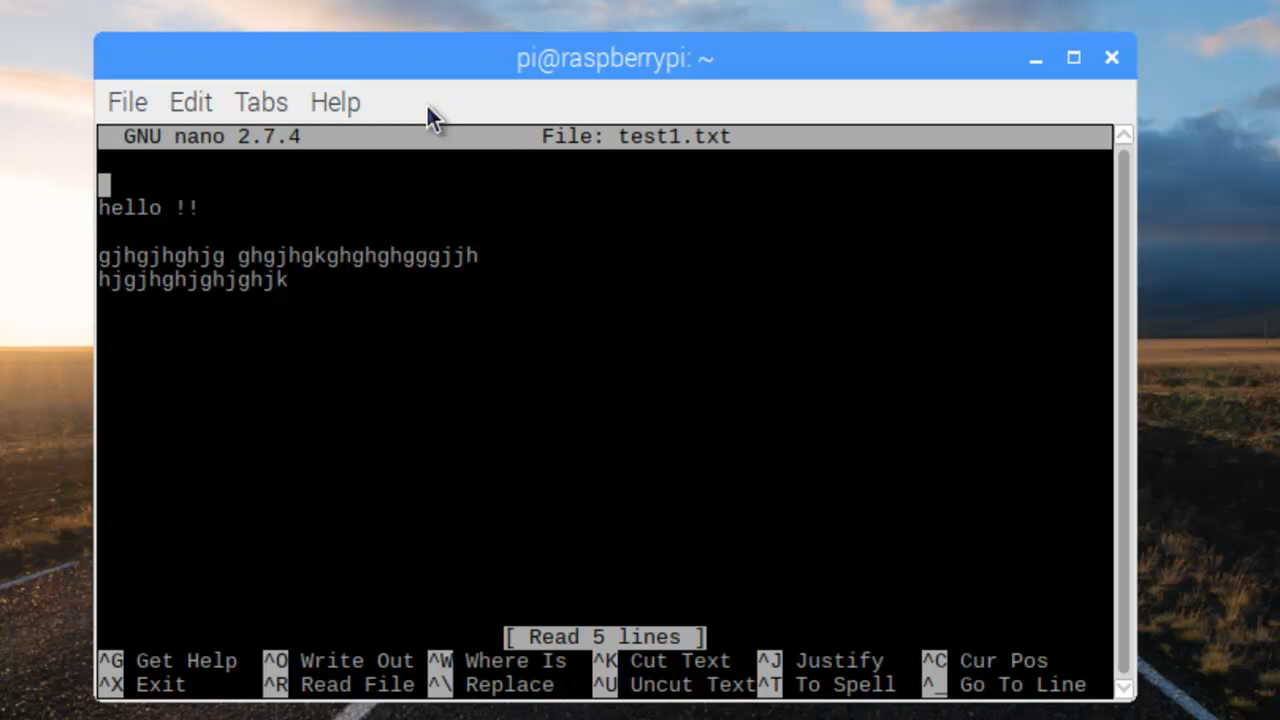 pi@raspberrypi: ~
File Edit Tabs Help
GNU nano 2.7.4 File: test1.txt
hello !!
gjhgjhghjg ghgjhgkghghghgggjjh
hjgjhghjghjghjk
[ Read 5 lines ]
^G Get Help ^O Write Out ^W Where Is ^K Cut Text ^J Justify ^C Cur Pos
^X Exit ^R Read File ^\ Replace ^U Uncut Text ^T To Spell ^_ Go To Line